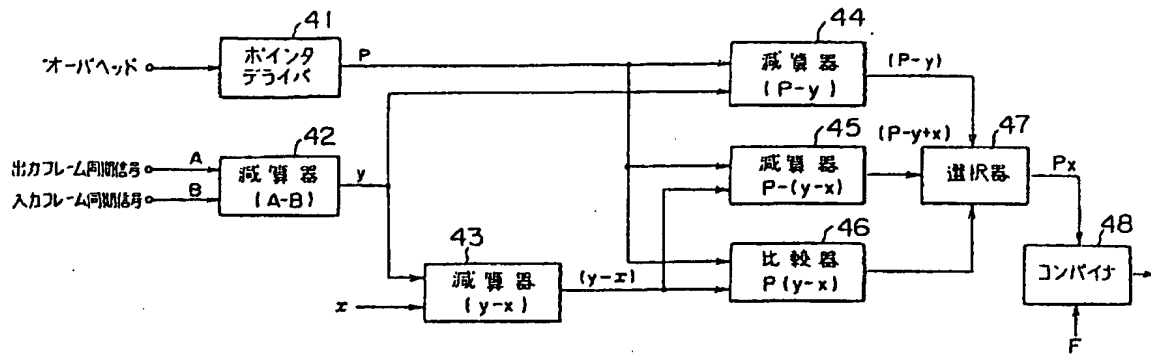 41
ポインタ
デライバ
オーバヘッド
P
44
減算器
(P-y)
(P-y)
42
出力フレーム同期信号
A
入力フレーム同期信号
B
減算器
(A-B)
y
45
減算器
P-(y-x)
(P-y+x)
47
選択器
Px
43
減算器
(y-x)
x
(y-x)
46
比較器
P(y-x)
48
コンバイナ
F